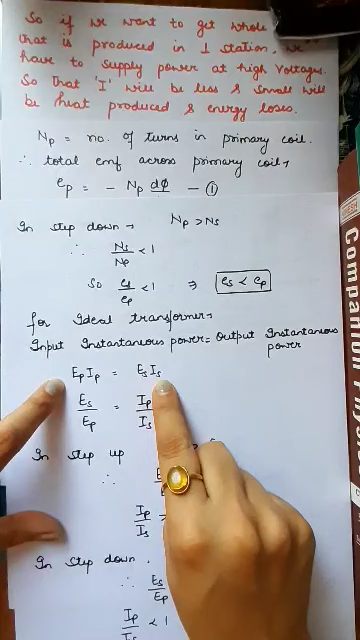 So if we want to get whole
that is produced in 1 station, we
have to supply power at high voltages.
So that 'I' will be less & small will
be heat produced & energy loses.
Np = no. of turns in primary coil.
∴ total emf across primary coil→
ep = - Np dϕ/ - ①
In step down→ Np > Ns
∴ Ns/Np < 1
So es/ep < 1 ⇒ es < ep
for Ideal transformer→
Input Instantaneous power = Output Instantaneous
power
EpIp = EsIs
Es/Ep = Ip/Is
In step up
∴
Ip/Is >
In step down.
∴ Es/Ep
Ip/Is < 1
Companion